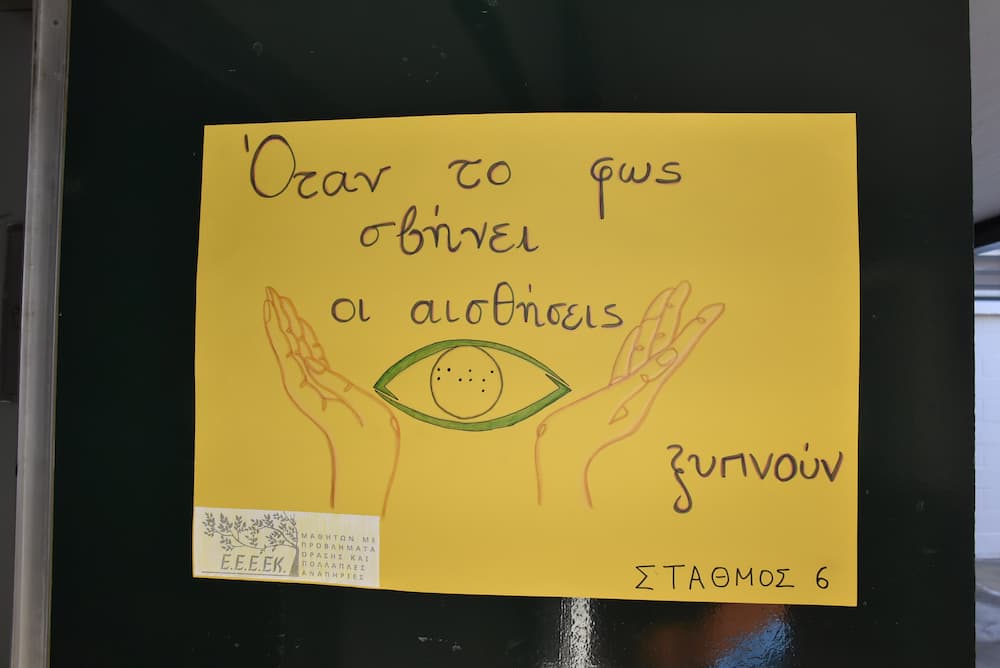 Όταν το φως
σβήνει
οι αισθήσεις
ξυπνούν
Ε.Ε.Ε.ΕΚ.
ΜΑΘΗΤΩΝ ΜΕ
ΠΡΟΒΛΗΜΑΤΑ
ΟΡΑΣΗΣ ΚΑΙ
ΠΟΛΛΑΠΛΕΣ
ΑΝΑΠΗΡΙΕΣ
ΣΤΑΘΜΟΣ 6